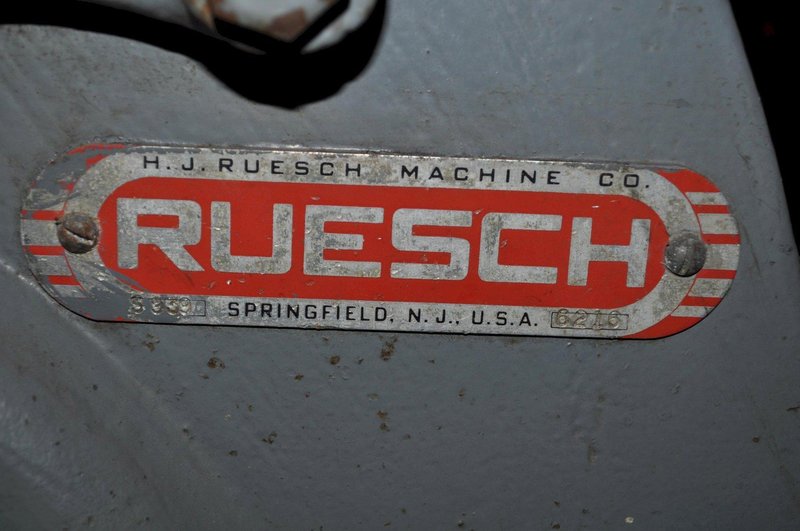 H. J. RUESCH MACHINE CO.
RUESCH
SPRINGFIELD, N. J., U.S.A. 6216